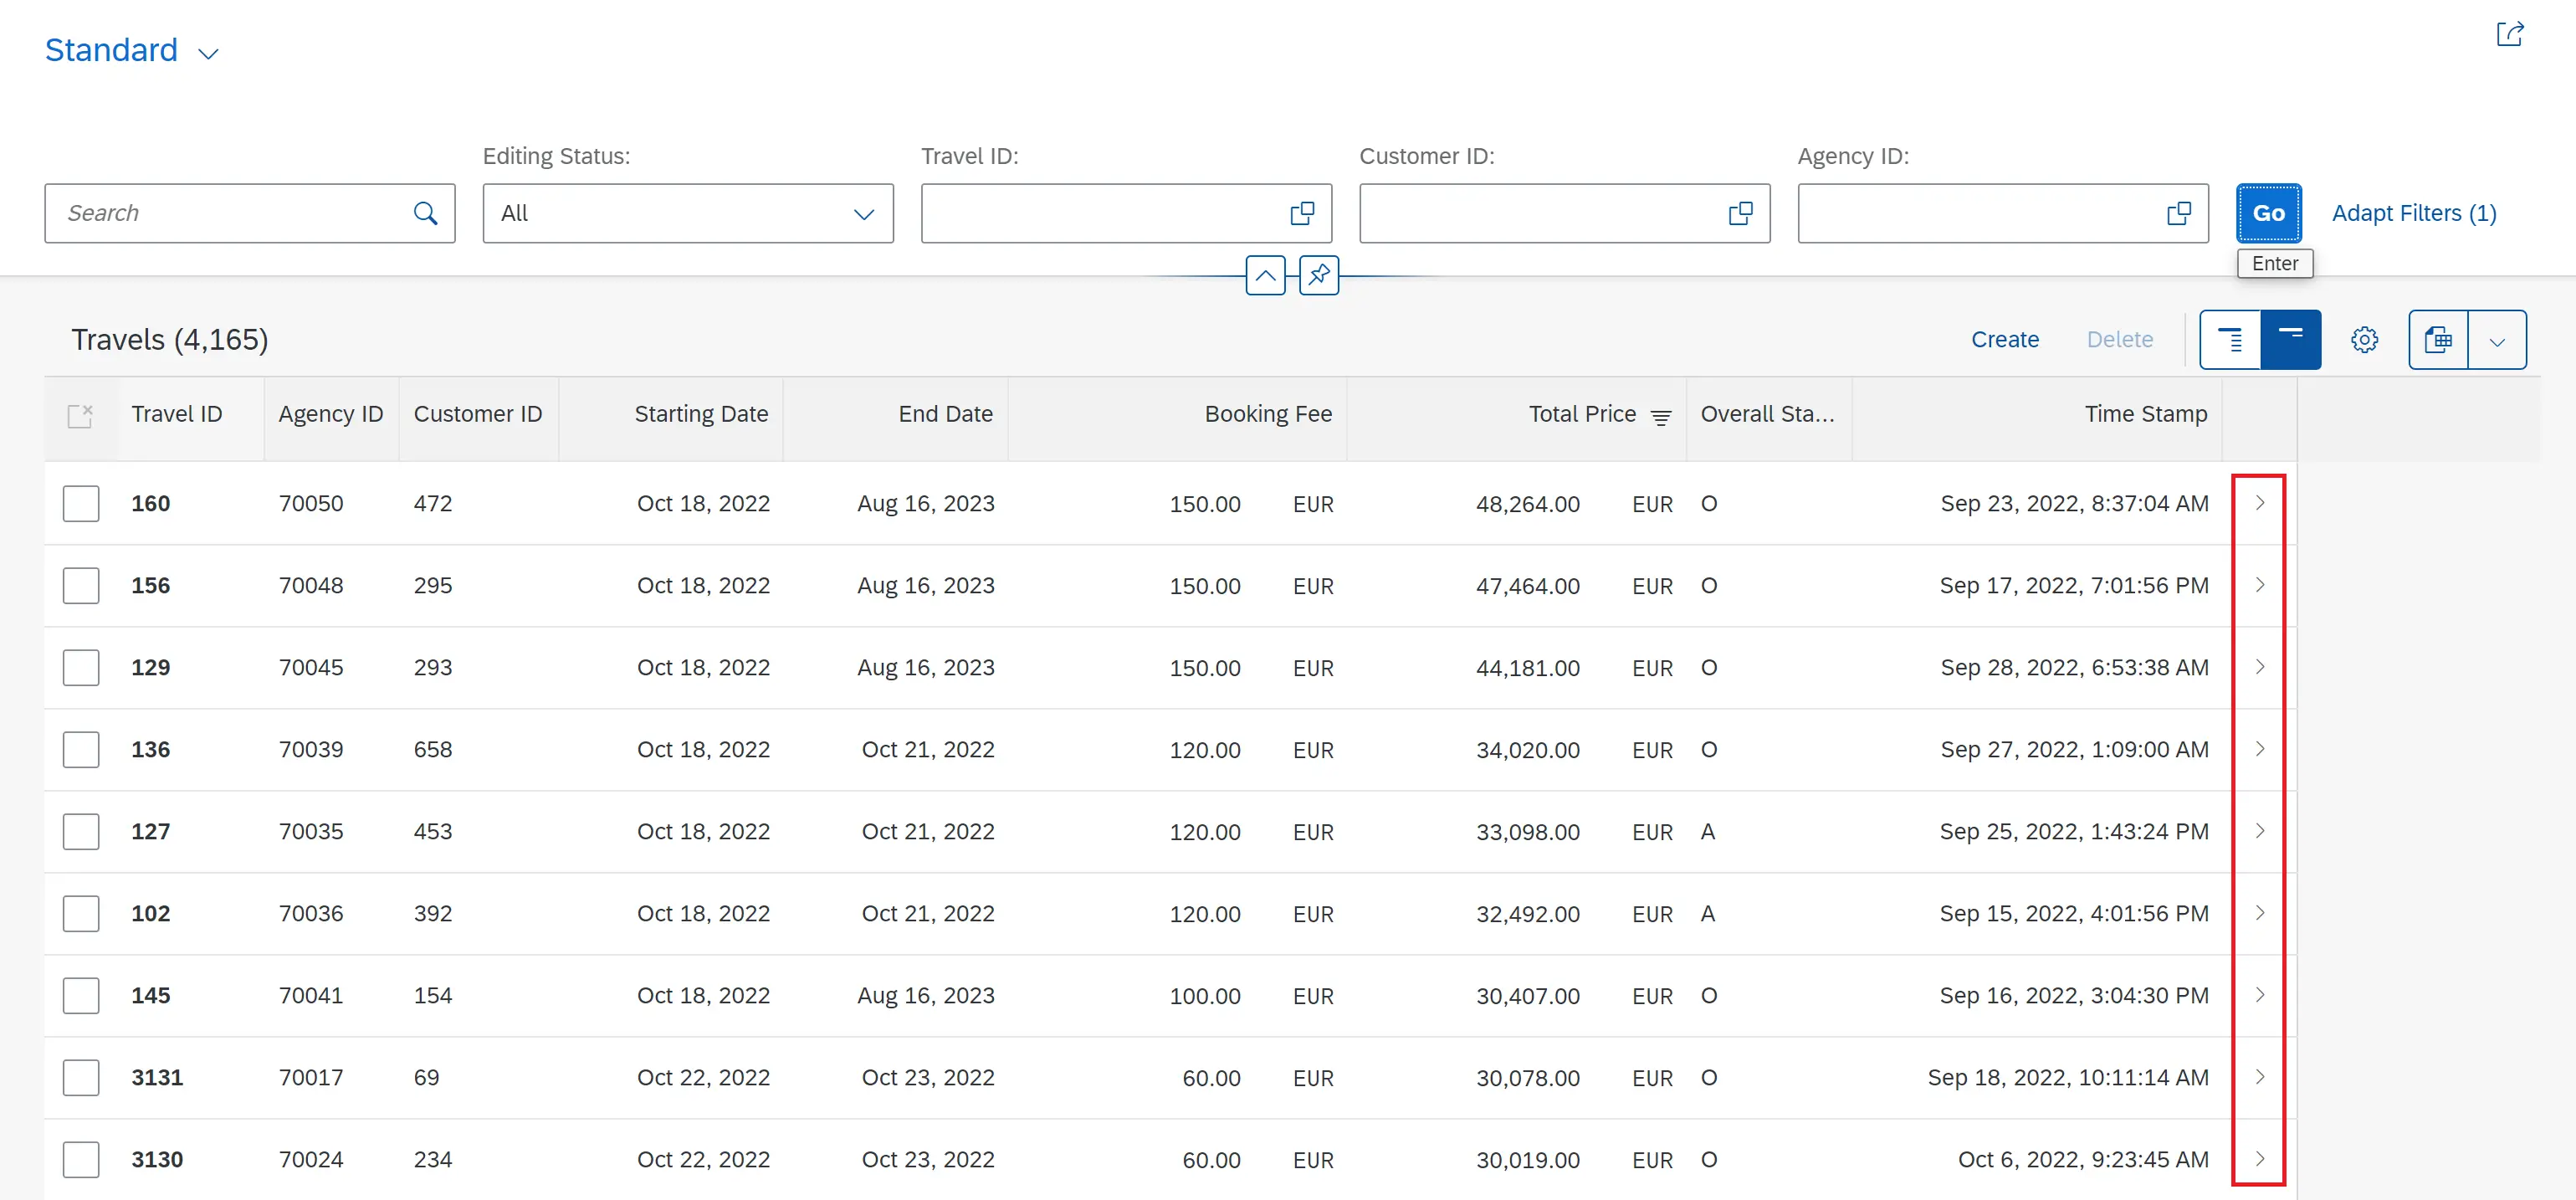 Standard
Editing Status: Travel ID: Customer ID: Agency ID:
Search All Go Adapt Filters (1)
Enter
Travels (4,165) Create Delete
Travel ID Agency ID Customer ID Starting Date End Date Booking Fee Total Price Overall Sta... Time Stamp
160 70050 472 Oct 18, 2022 Aug 16, 2023 150.00 EUR 48,264.00 EUR O Sep 23, 2022, 8:37:04 AM
156 70048 295 Oct 18, 2022 Aug 16, 2023 150.00 EUR 47,464.00 EUR O Sep 17, 2022, 7:01:56 PM
129 70045 293 Oct 18, 2022 Aug 16, 2023 150.00 EUR 44,181.00 EUR O Sep 28, 2022, 6:53:38 AM
136 70039 658 Oct 18, 2022 Oct 21, 2022 120.00 EUR 34,020.00 EUR O Sep 27, 2022, 1:09:00 AM
127 70035 453 Oct 18, 2022 Oct 21, 2022 120.00 EUR 33,098.00 EUR A Sep 25, 2022, 1:43:24 PM
102 70036 392 Oct 18, 2022 Oct 21, 2022 120.00 EUR 32,492.00 EUR A Sep 15, 2022, 4:01:56 PM
145 70041 154 Oct 18, 2022 Aug 16, 2023 100.00 EUR 30,407.00 EUR O Sep 16, 2022, 3:04:30 PM
3131 70017 69 Oct 22, 2022 Oct 23, 2022 60.00 EUR 30,078.00 EUR O Sep 18, 2022, 10:11:14 AM
3130 70024 234 Oct 22, 2022 Oct 23, 2022 60.00 EUR 30,019.00 EUR O Oct 6, 2022, 9:23:45 AM